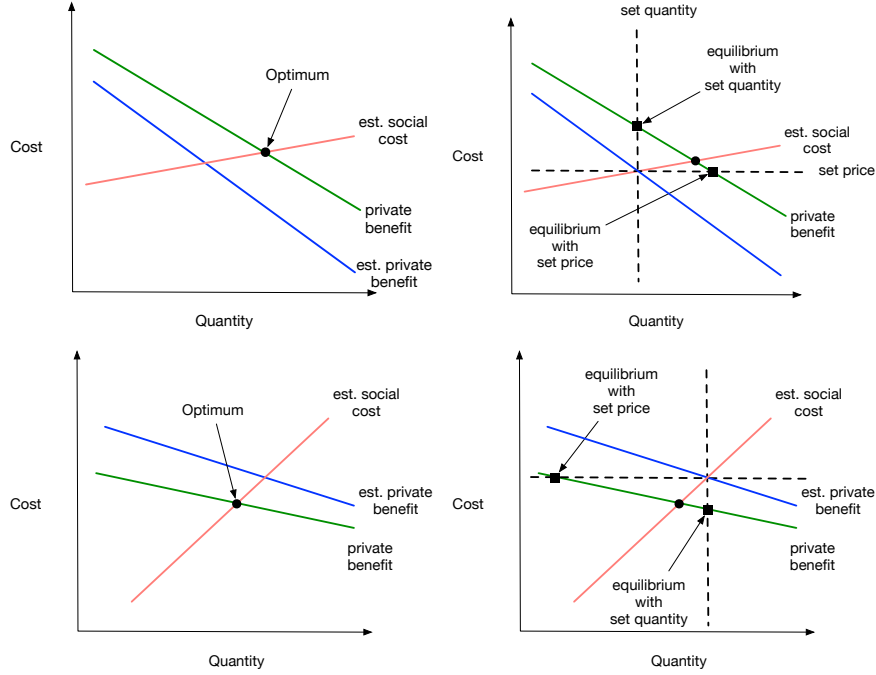 Optimum
est. social
cost
Cost
private
benefit
est. private
benefit
Quantity
set quantity
equilibrium
with
set quantity
est. social
cost
Cost
set price
equilibrium
with
set price
private
benefit
Quantity
est. social
cost
Optimum
Cost
est. private
benefit
private
benefit
Quantity
equilibrium
with
set price
est. social
cost
Cost
est. private
benefit
private
benefit
equilibrium
with
set quantity
Quantity